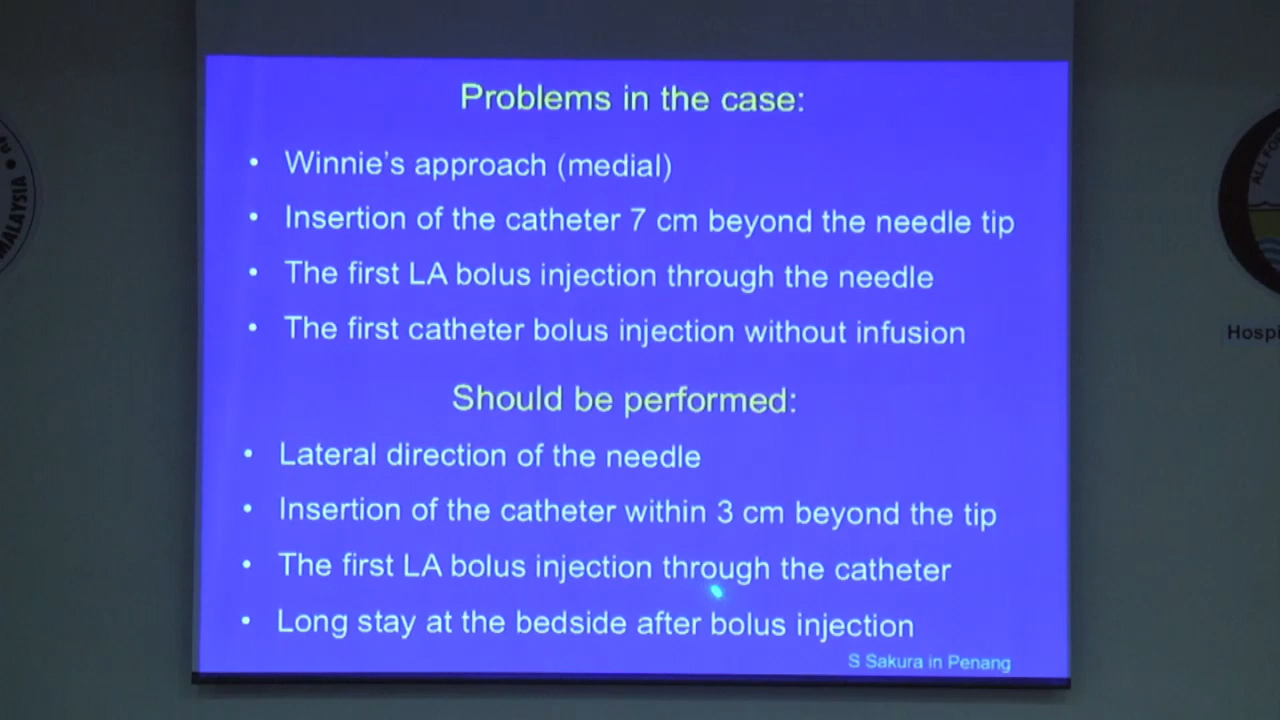 Problems in the case:
• Winnie's approach (medial)
• Insertion of the catheter 7 cm beyond the needle tip
• The first LA bolus injection through the needle
• The first catheter bolus injection without infusion
Should be performed:
• Lateral direction of the needle
• Insertion of the catheter within 3 cm beyond the tip
• The first LA bolus injection through the catheter
• Long stay at the bedside after bolus injection
S Sakura in Penang
MALAYSIA
ALL